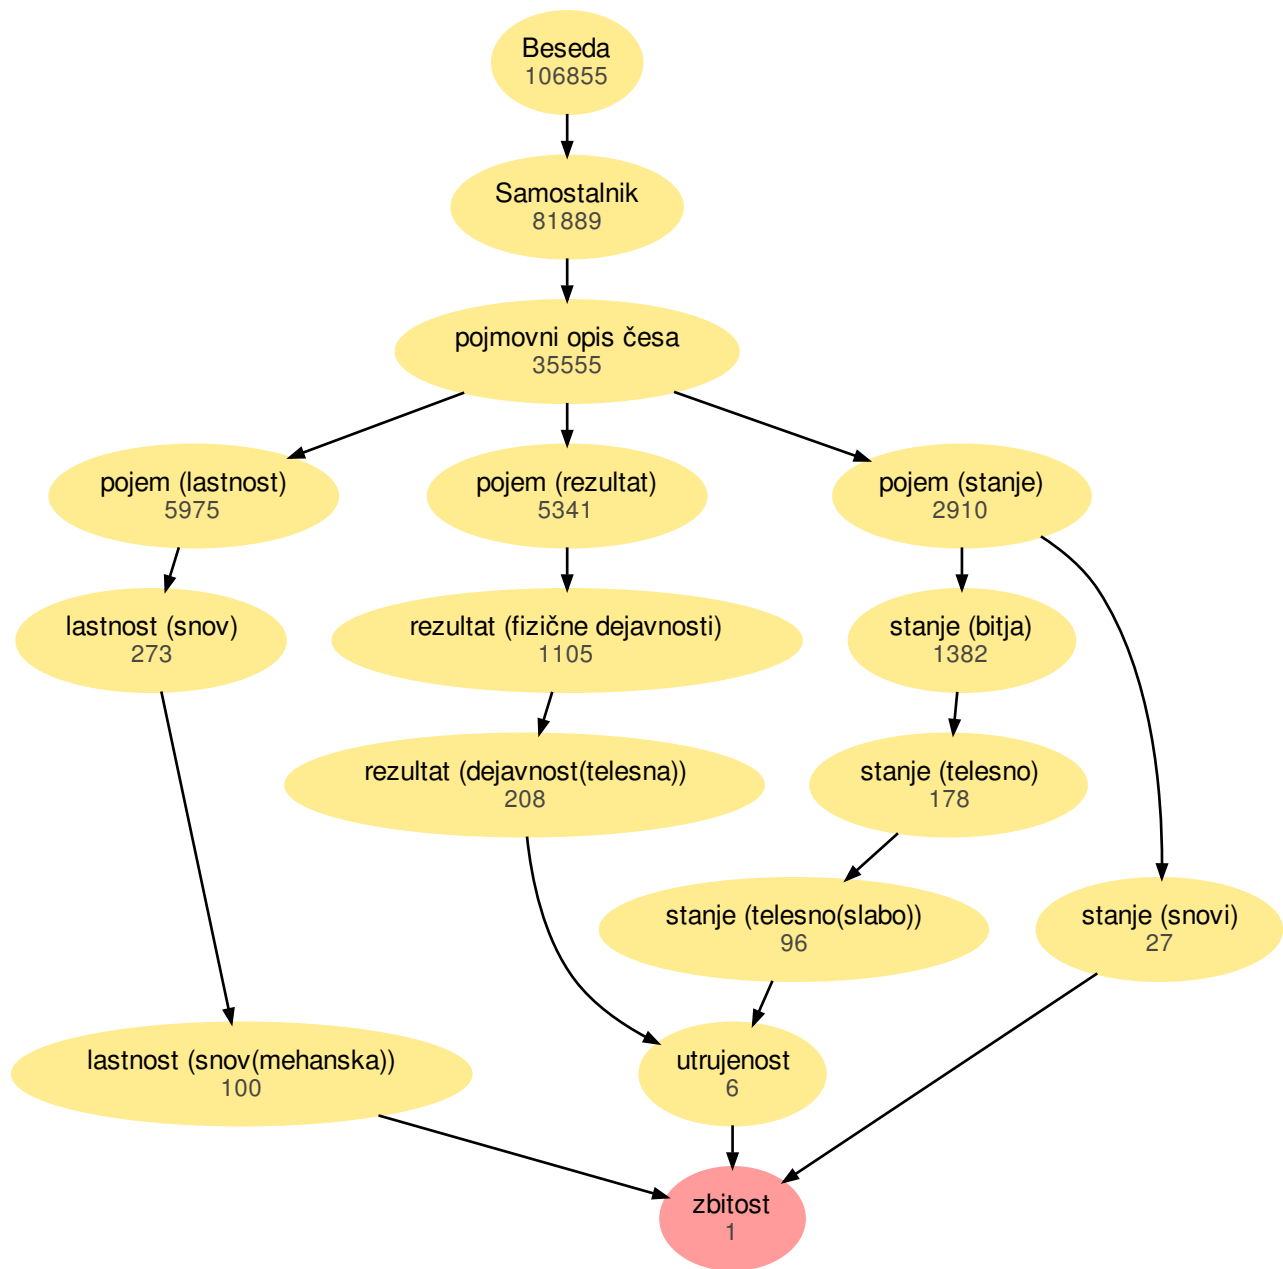 Beseda
106855
Samostalnik
81889
pojmovni opis česa
35555
pojem (lastnost)
5975
pojem (rezultat)
5341
pojem (stanje)
2910
lastnost (snov)
273
rezultat (fizične dejavnosti)
1105
stanje (bitja)
1382
rezultat (dejavnost(telesna))
208
stanje (telesno)
178
stanje (telesno(slabo))
96
stanje (snovi)
27
lastnost (snov(mehanska))
100
utrujenost
6
zbitost
1